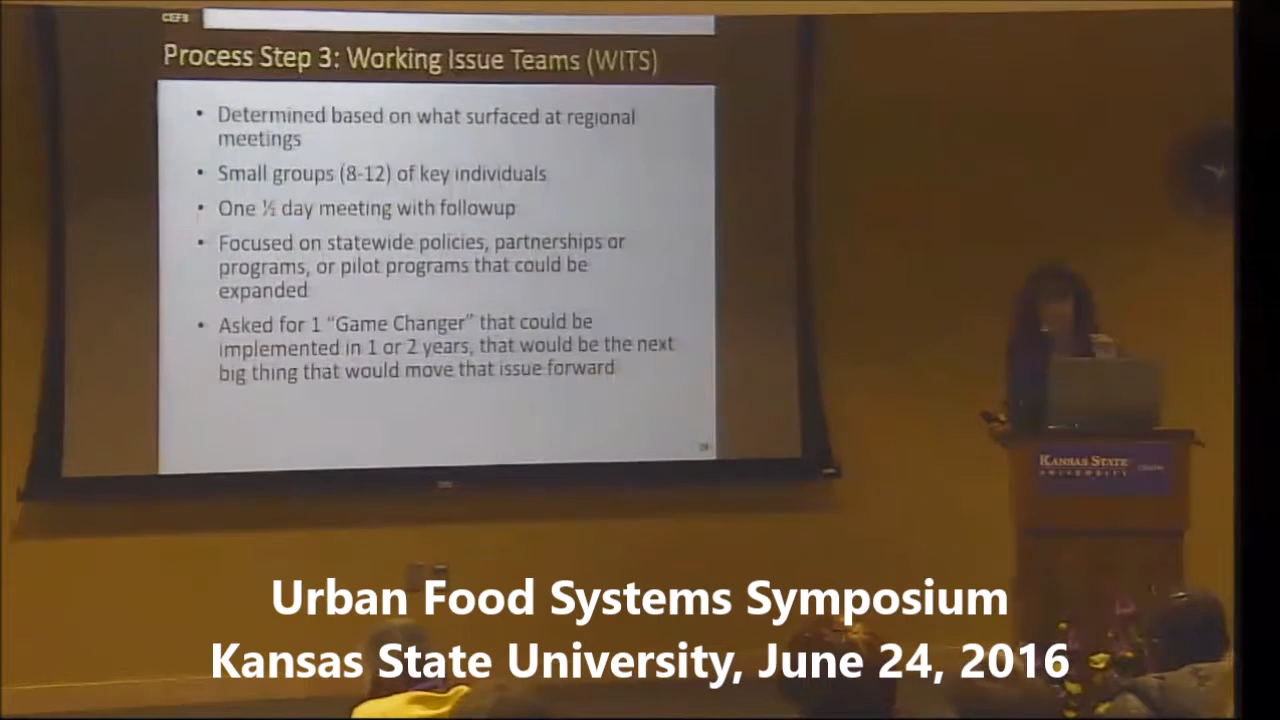 CEFS
Process Step 3: Working Issue Teams (WITS)
• Determined based on what surfaced at regional
meetings
• Small groups (8-12) of key individuals
• One ½ day meeting with followup
• Focused on statewide policies, partnerships or
programs, or pilot programs that could be
expanded
• Asked for 1 “Game Changer” that could be
implemented in 1 or 2 years, that would be the next
big thing that would move that issue forward
KANSAS STATE
UNIVERSITY
Urban Food Systems Symposium
Kansas State University, June 24, 2016